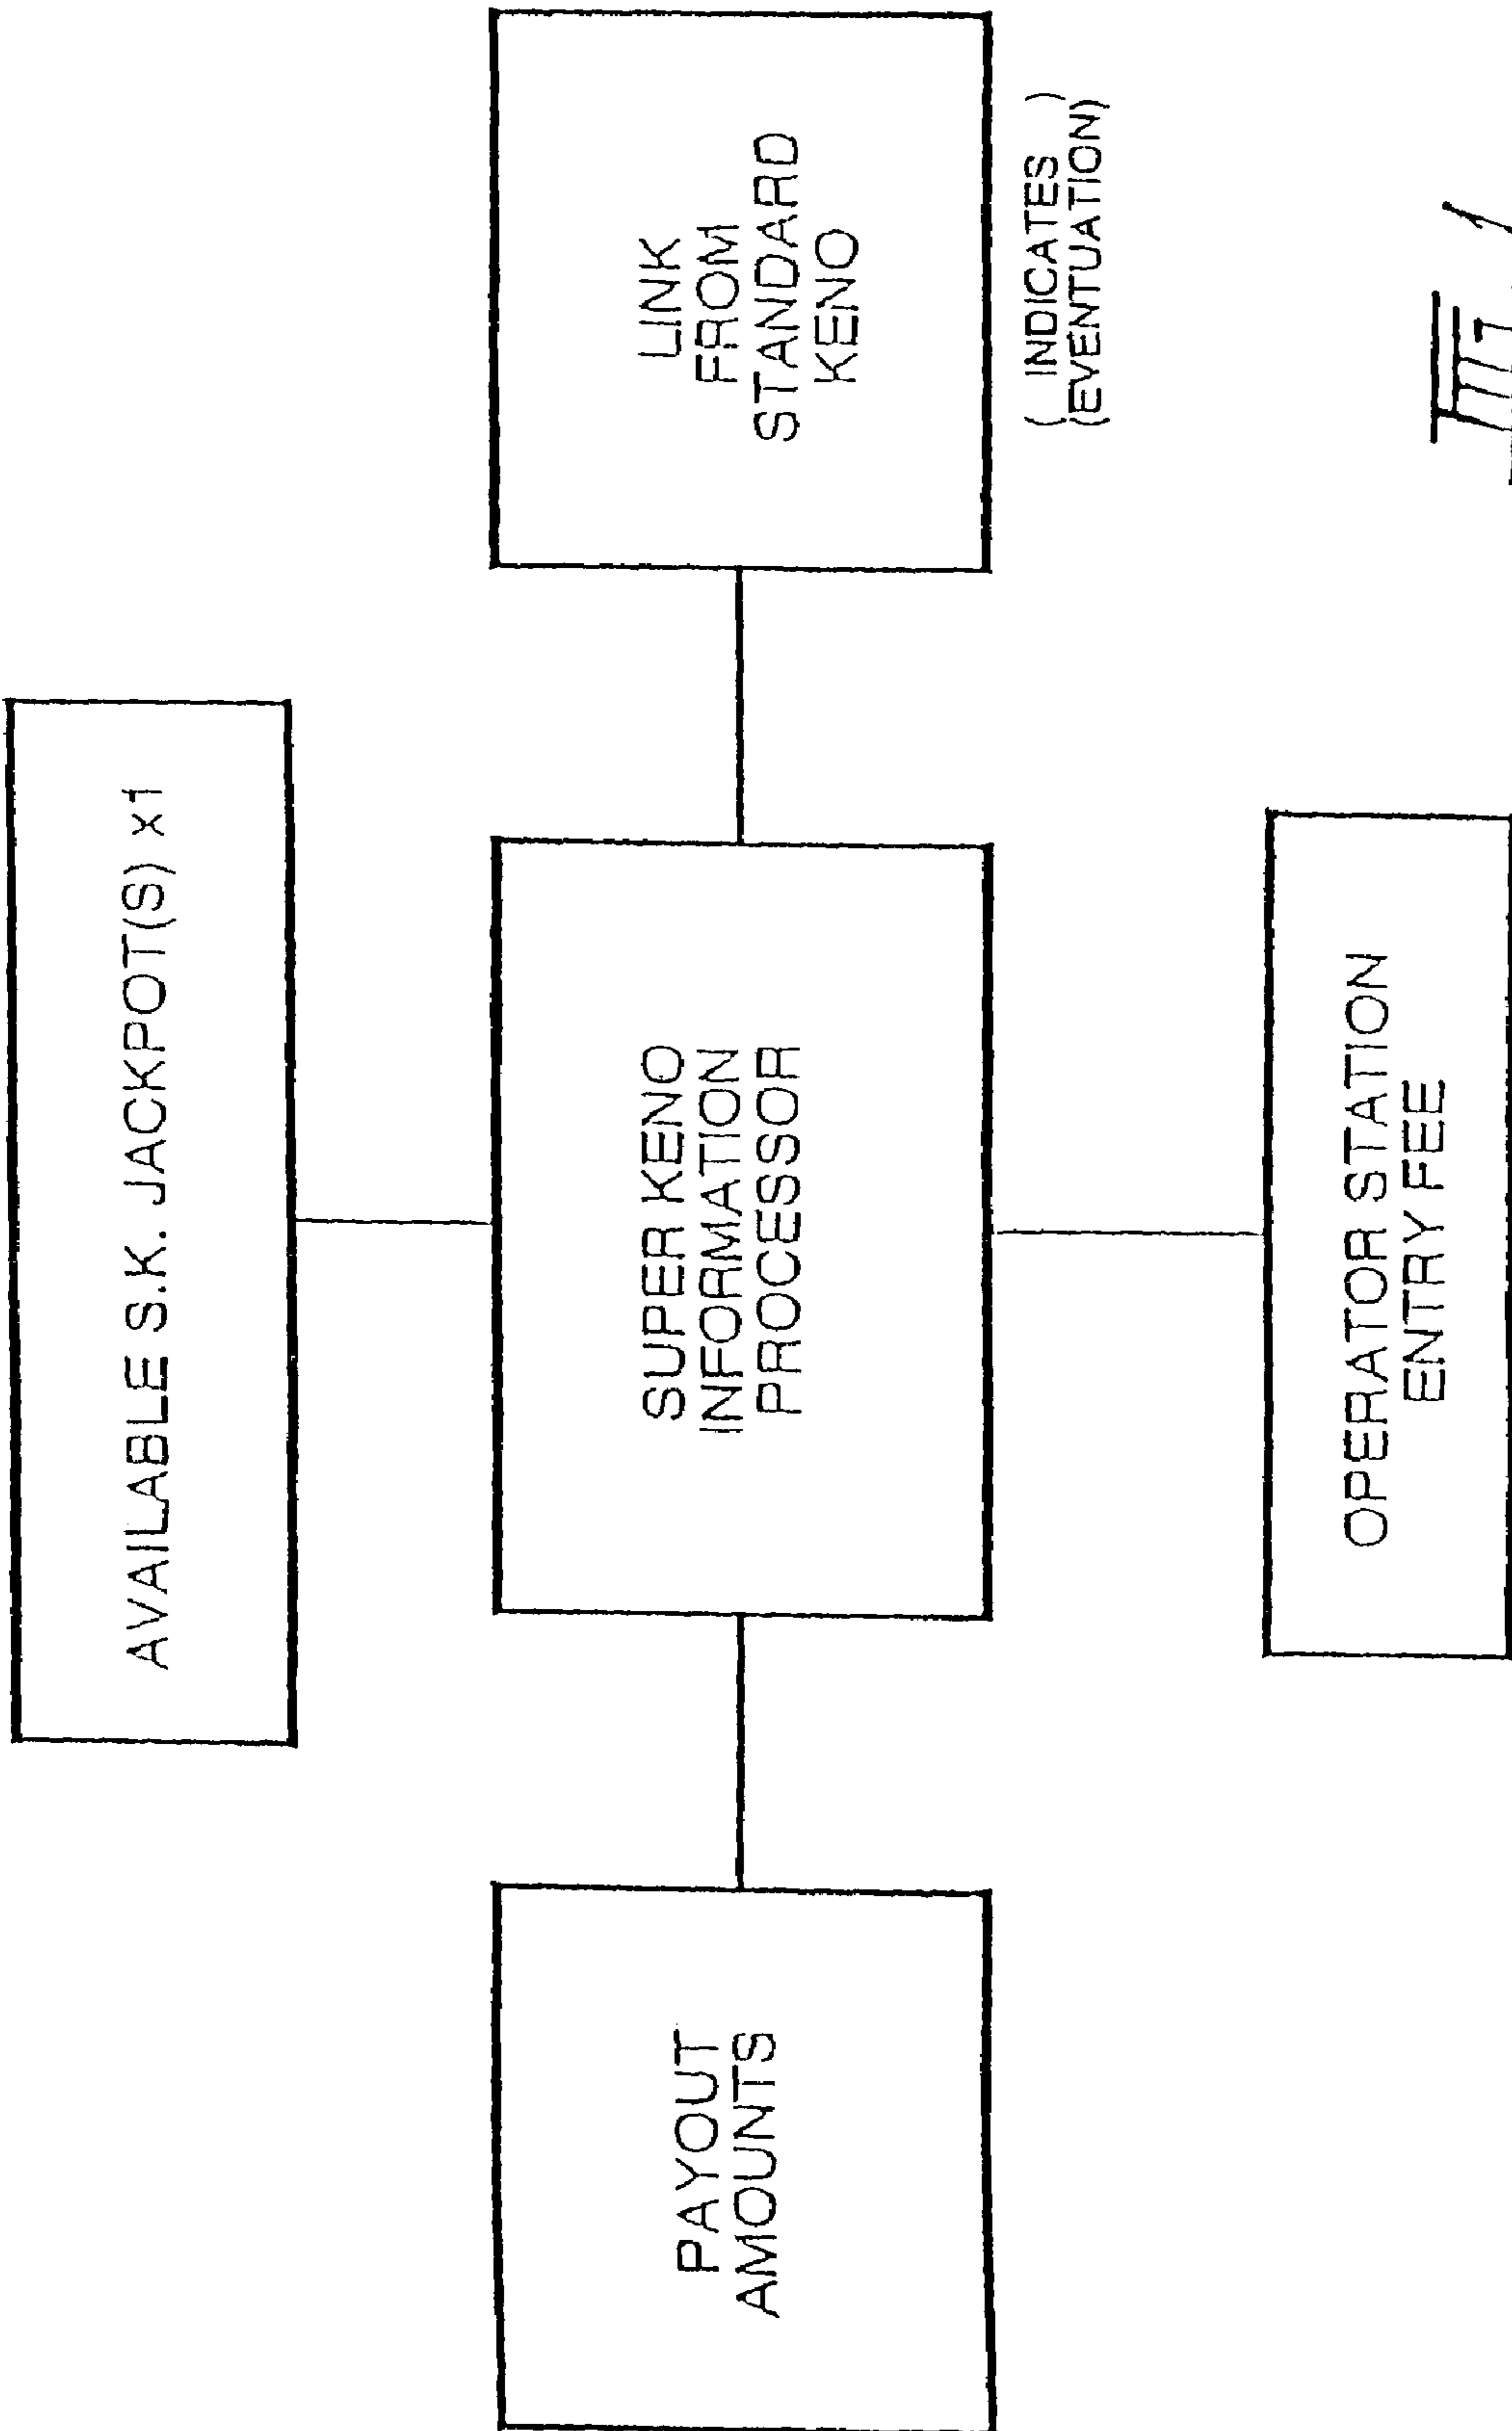 AVAILABLE S.K. JACKPOT(S) x1
PAYOUT
AMOUNTS
SUPER KENO
INFORMATION
PROCESSOR
LINK
FROM
STANDARD
KENO
( INDICATES )
(EVENTUATION)
OPERATOR STATION
ENTRY FEE